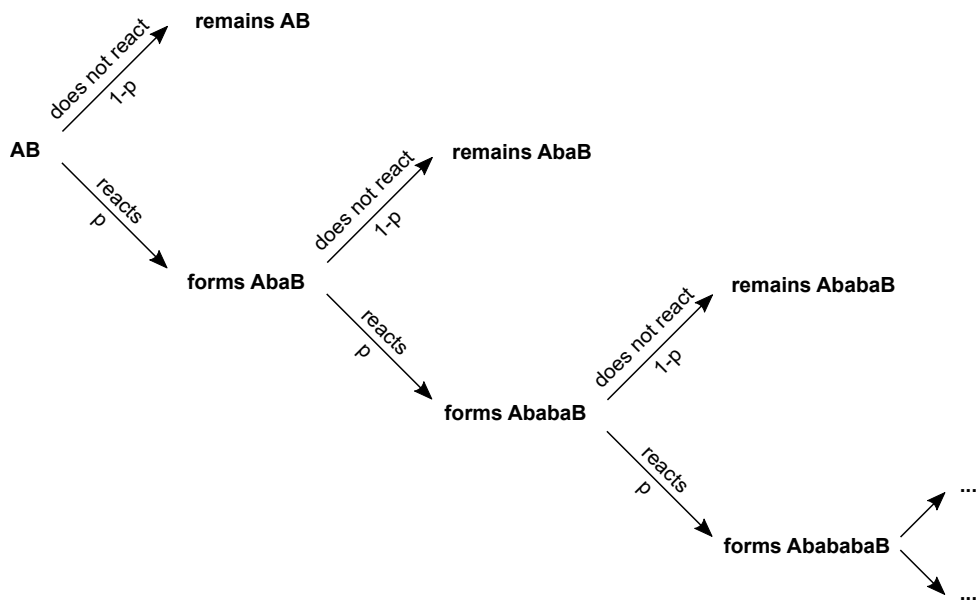 remains AB
does not react
1-p
AB
reacts
p
remains AbaB
does not react
1-p
forms AbaB
reacts
p
remains AbabaB
does not react
1-p
forms AbabaB
reacts
p
...
forms AbababaB
...